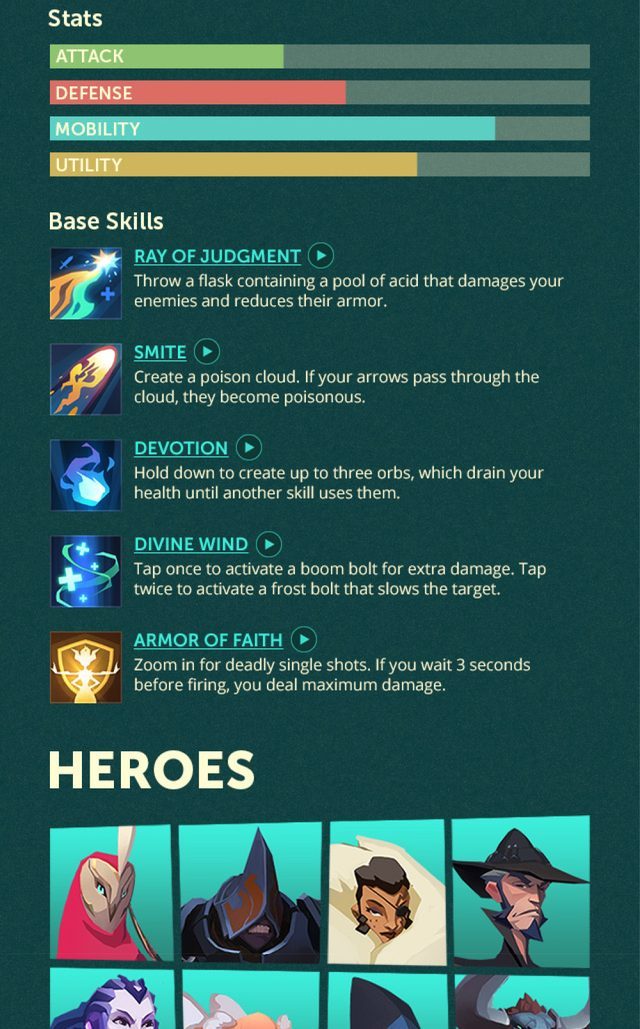 Stats
ATTACK
DEFENSE
MOBILITY
UTILITY
Base Skills
RAY OF JUDGMENT
Throw a flask containing a pool of acid that damages your
enemies and reduces their armor.
SMITE
Create a poison cloud. If your arrows pass through the
cloud, they become poisonous.
DEVOTION
Hold down to create up to three orbs, which drain your
health until another skill uses them.
DIVINE WIND
Tap once to activate a boom bolt for extra damage. Tap
twice to activate a frost bolt that slows the target.
ARMOR OF FAITH
Zoom in for deadly single shots. If you wait 3 seconds
before firing, you deal maximum damage.
HEROES